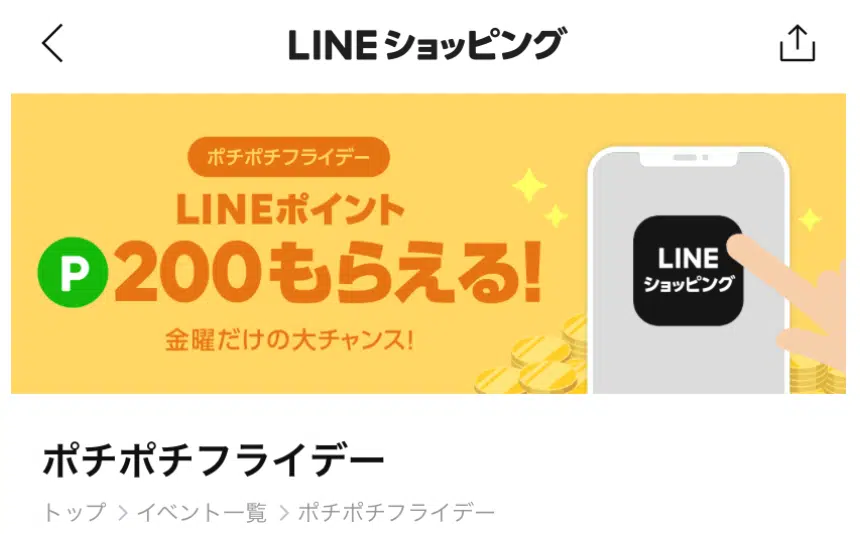 LINEショッピング
ポチポチフライデー
LINEポイント
P 200もらえる!
金曜だけの大チャンス!
LINE
ショッピング
ポチポチフライデー
トップ > イベント一覧 > ポチポチフライデー